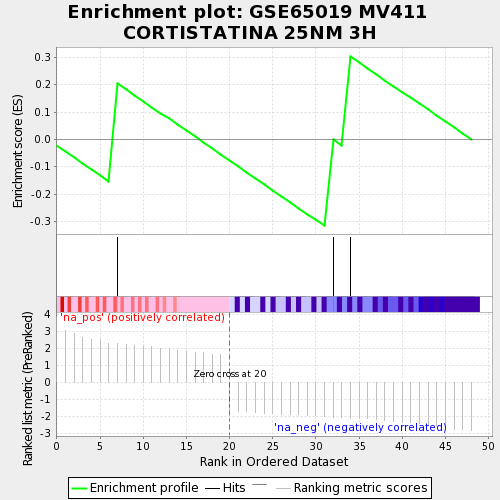 Enrichment plot: GSE65019 MV411
CORTISTATINA 25NM 3H
Enrichment score (ES)
0.3
0.2
0.1
0.0
-0.1
-0.2
-0.3
'na_pos' (positively correlated)
Ranked list metric (PreRanked)
4
3
2
1
0
-1
-2
-3
Zero cross at 20
'na_neg' (negatively correlated)
0 5 10 15 20 25 30 35 40 45 50
Rank in Ordered Dataset
Enrichment profile Hits Ranking metric scores